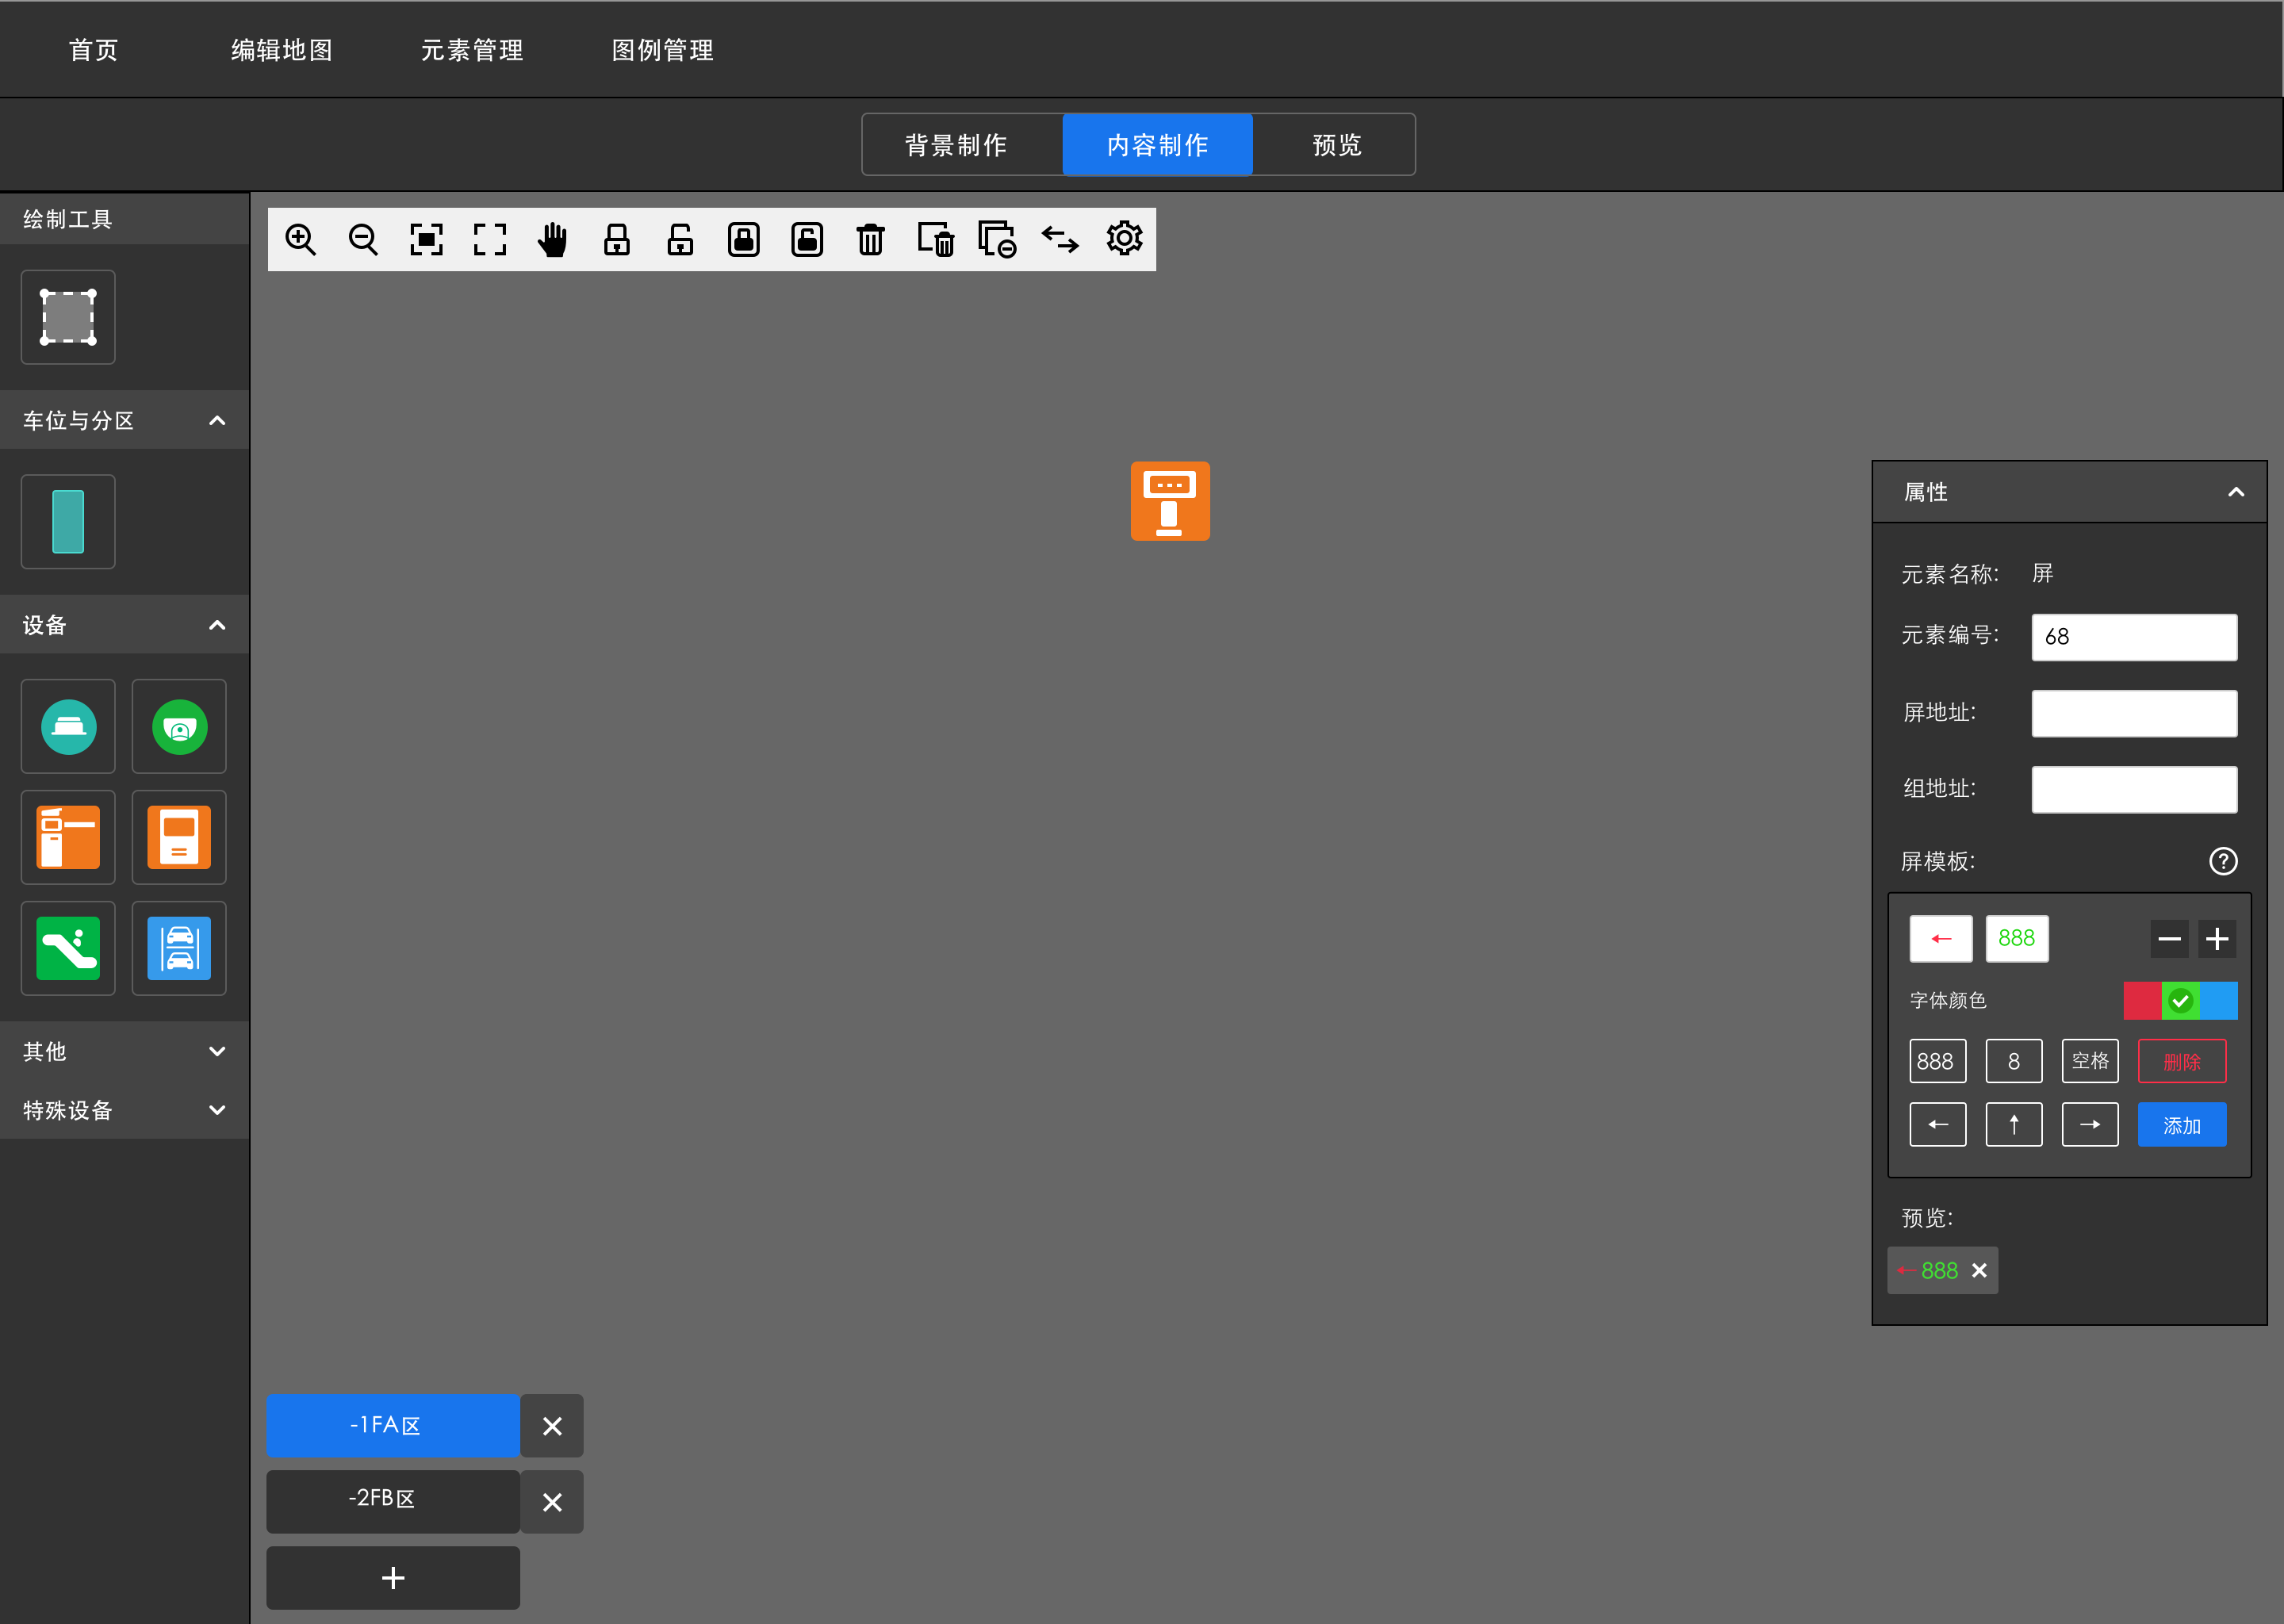 首页 编辑地图 元素管理 图例管理
背景制作 内容制作 预览
绘制工具
车位与分区
设备
其他
特殊设备
-1FA区
-2FB区
属性
元素名称: 屏
元素编号: 68
屏地址:
组地址:
屏模板: ?
← 888
字体颜色
888 8 空格 删除
← ↑ → 添加
预览:
←888 ×